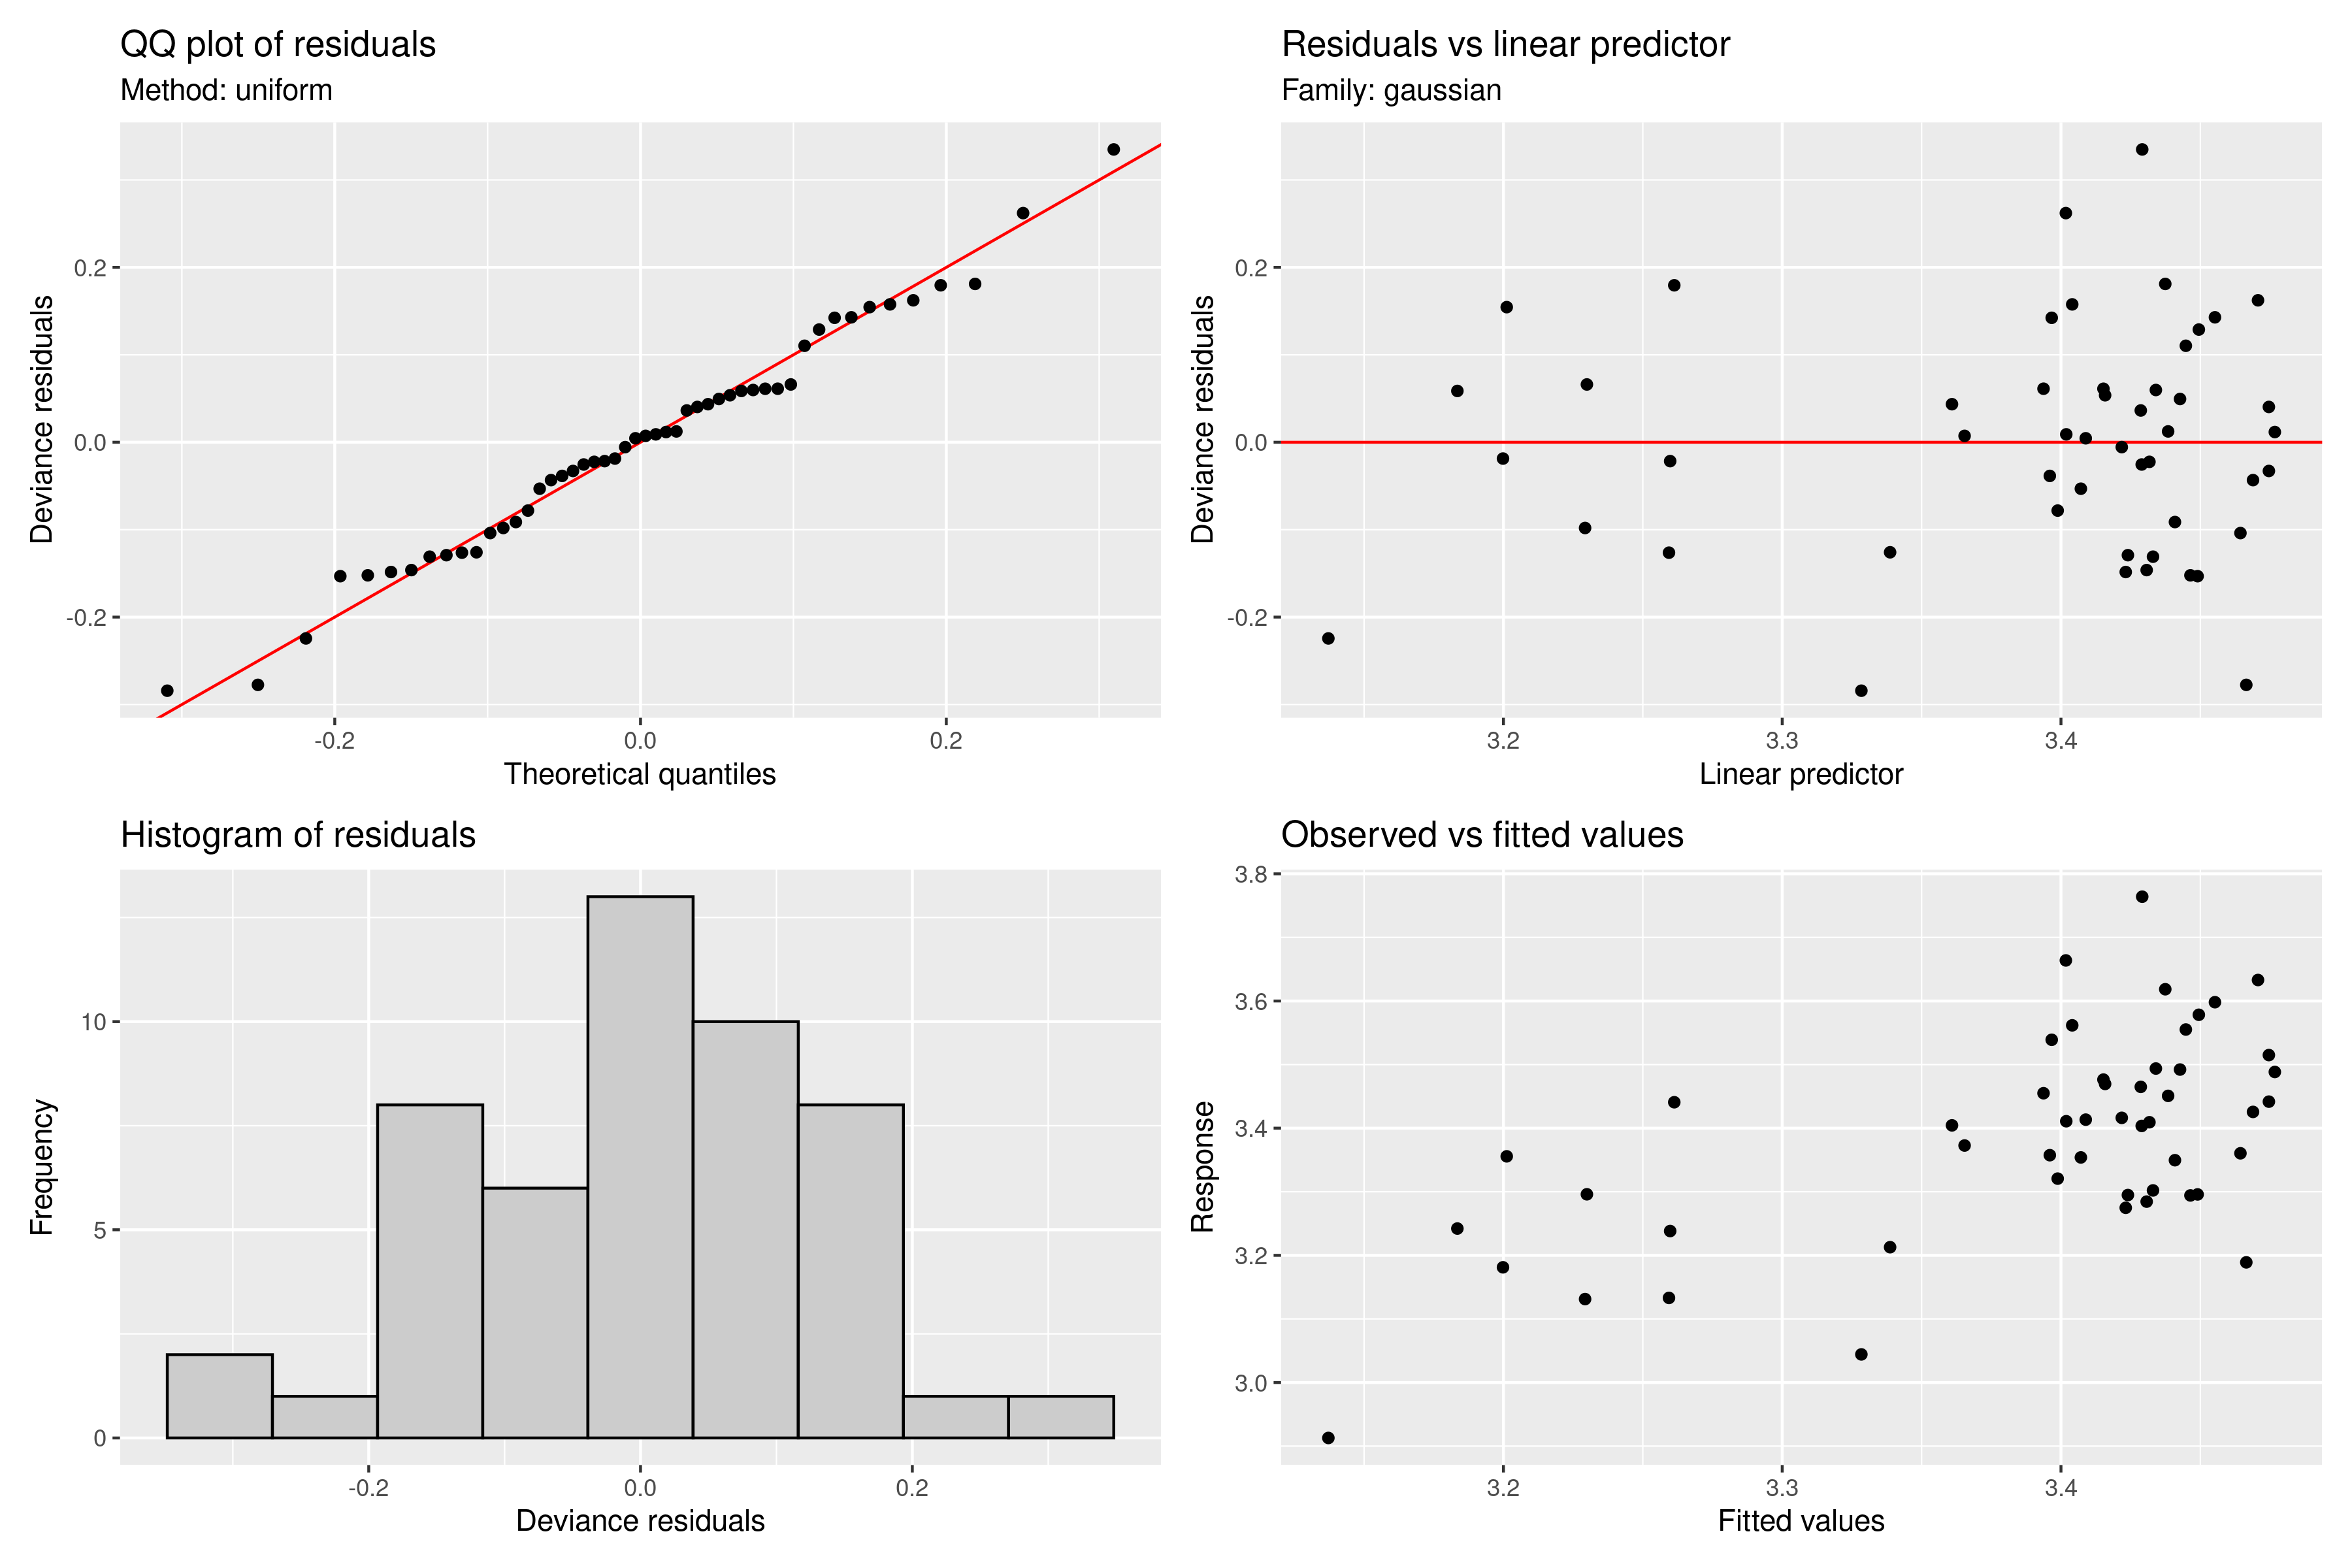 QQ plot of residuals
Method: uniform
Deviance residuals
0.2
0.0
-0.2
-0.2
0.0
0.2
Theoretical quantiles
Residuals vs linear predictor
Family: gaussian
Deviance residuals
0.2
0.0
-0.2
3.2
3.3
3.4
Linear predictor
Histogram of residuals
Frequency
10
5
0
-0.2
0.0
0.2
Deviance residuals
Observed vs fitted values
Response
3.8
3.6
3.4
3.2
3.0
3.2
3.3
3.4
Fitted values